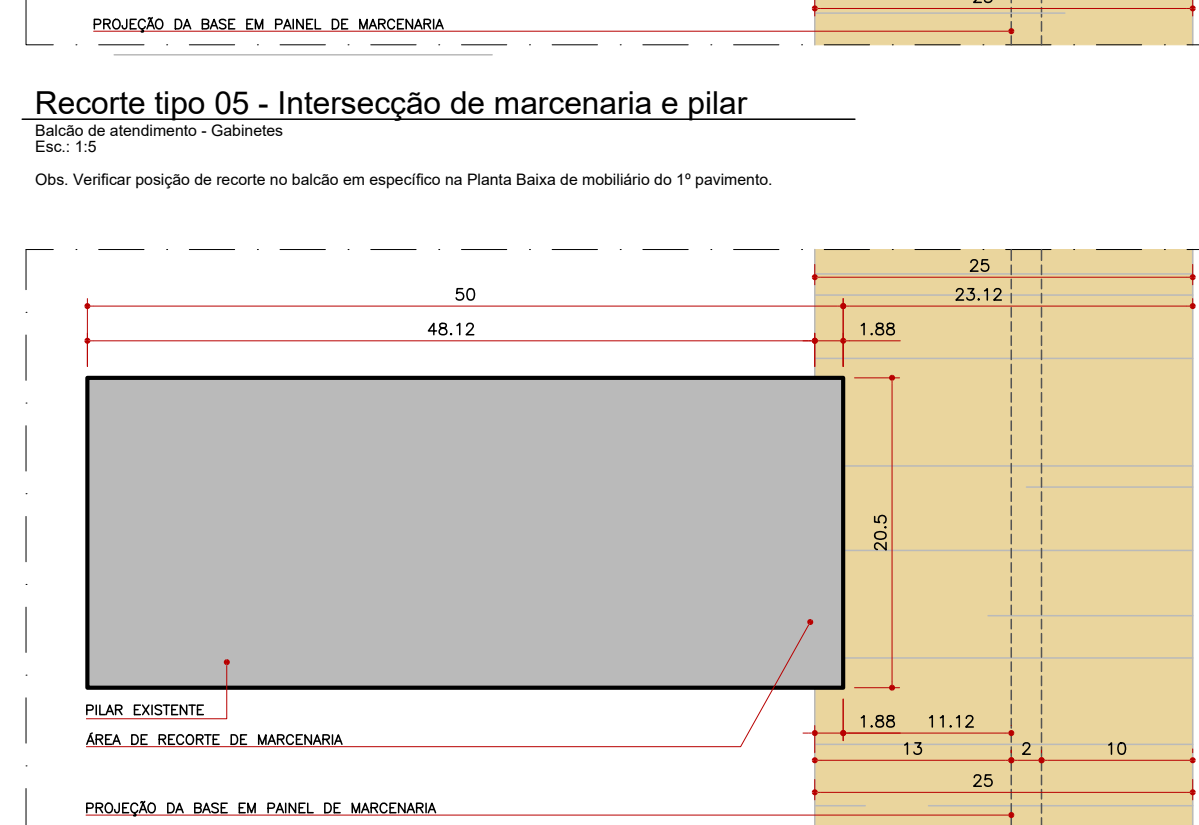 25
PROJEÇÃO DA BASE EM PAINEL DE MARCENARIA
Recorte tipo 05 - Intersecção de marcenaria e pilar
Balcão de atendimento - Gabinetes
Esc.: 1:5
Obs. Verificar posição de recorte no balcão em específico na Planta Baixa de mobiliário do 1º pavimento.
25
50
23.12
48.12
1.88
20.5
PILAR EXISTENTE
1.88
11.12
ÁREA DE RECORTE DE MARCENARIA
13
2
10
25
PROJEÇÃO DA BASE EM PAINEL DE MARCENARIA